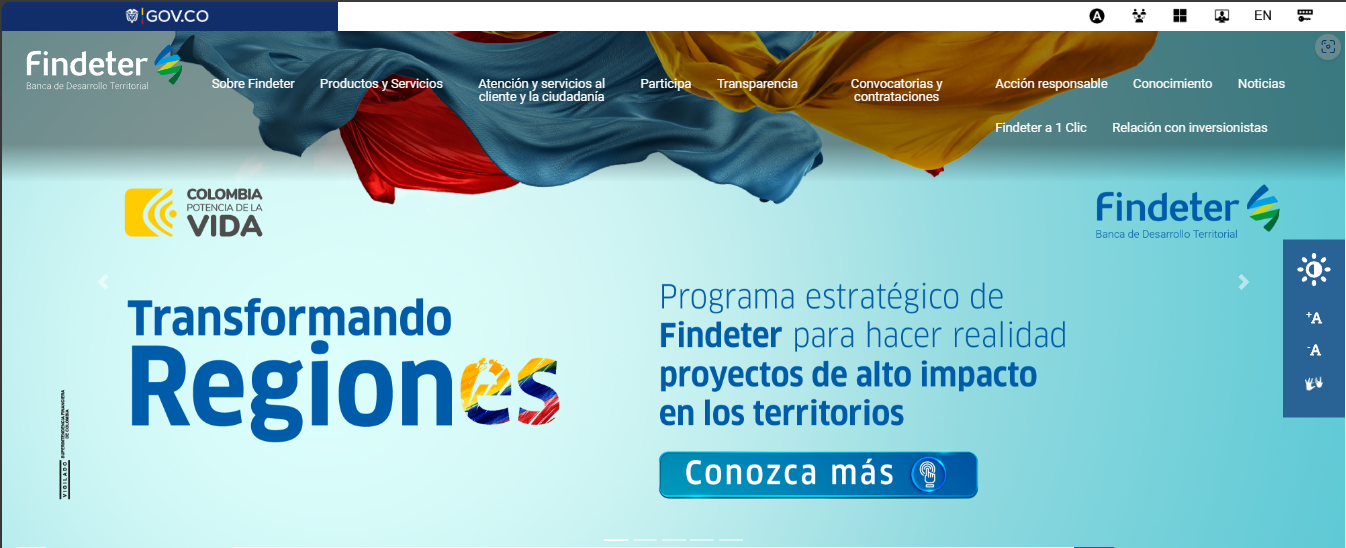 GOV.CO
A
EN
Findeter
Banca de Desarrollo Territorial
Sobre Findeter
Productos y Servicios
Atención y servicios al
cliente y la ciudadanía
Participa
Transparencia
Convocatorias y
contrataciones
Acción responsable
Conocimiento
Noticias
Findeter a 1 Clic
Relación con inversionistas
COLOMBIA
POTENCIA DE LA
VIDA
Findeter
Banca de Desarrollo Territorial
+A
-A
Transformando
Regiones
Programa estratégico de
Findeter para hacer realidad
proyectos de alto impacto
en los territorios
Conozca más
VIGILADO
SUPERINTENDENCIA FINANCIERA
DE COLOMBIA